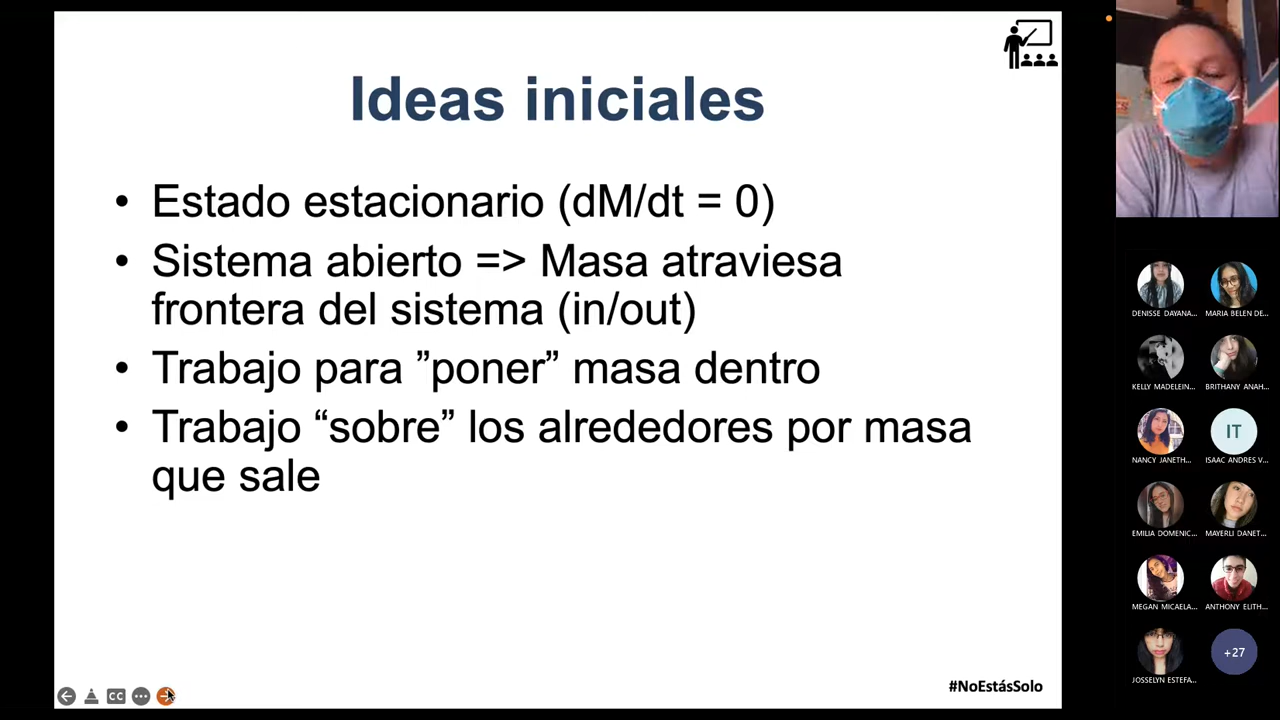 Ideas iniciales
• Estado estacionario (dM/dt = 0)
• Sistema abierto => Masa atraviesa
frontera del sistema (in/out)
• Trabajo para ”poner” masa dentro
• Trabajo “sobre” los alrededores por masa
que sale
#NoEstásSolo
CC
DENISSE DAYANA...
MARIA BELEN DE...
KELLY MADELEIN...
BRITHANY ANAH...
IT
NANCY JANETH...
ISAAC ANDRES V...
EMILIA DOMENIC...
MAYERLI DANET...
MEGAN MICAELA...
ANTHONY ELITH...
+27
JOSSELYN ESTEFA...